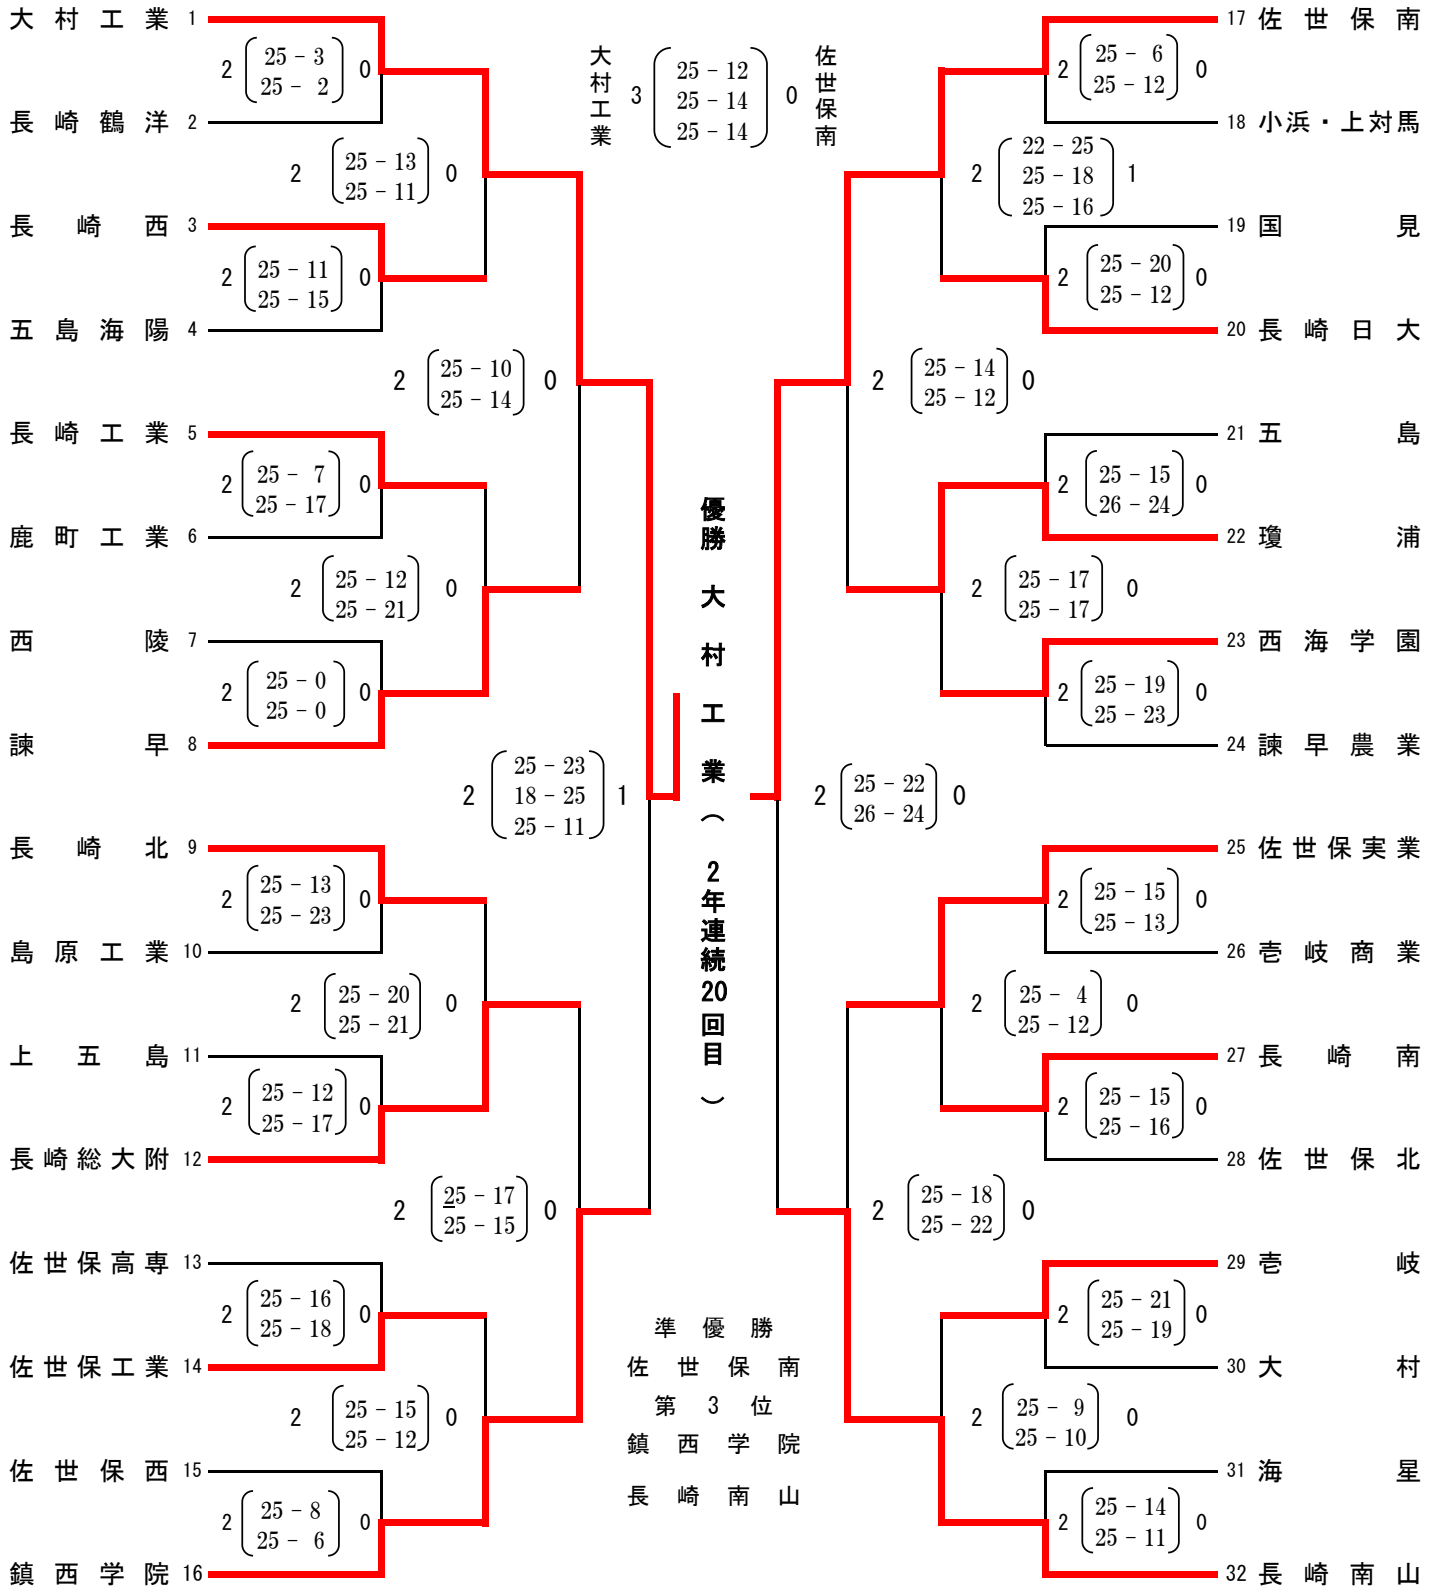 大村工業 1
2 25 - 3 0
25 - 2
長崎鶴洋 2
2 25 - 13 0
25 - 11
長崎西 3
2 25 - 11 0
25 - 15
五島海陽 4
2 25 - 10 0
25 - 14
長崎工業 5
2 25 - 7 0
25 - 17
鹿町工業 6
2 25 - 12 0
25 - 21
西陵 7
2 25 - 0 0
25 - 0
諫早 8
2 25 - 23 1
18 - 25
25 - 11
長崎北 9
2 25 - 13 0
25 - 23
島原工業 10
2 25 - 20 0
25 - 21
上五島 11
2 25 - 12 0
25 - 17
長崎総大附 12
2 25 - 17 0
25 - 15
佐世保高専 13
2 25 - 16 0
25 - 18
佐世保工業 14
2 25 - 15 0
25 - 12
佐世保西 15
2 25 - 8 0
25 - 6
鎮西学院 16
大村工業 3 25 - 12 0 佐世保南
25 - 14
25 - 14
優勝 大村工業(2年連続20回目)
準優勝
佐世保南
第3位
鎮西学院
長崎南山
17 佐世保南
2 25 - 6 0
25 - 12
18 小浜・上対馬
2 22 - 25 1
25 - 18
25 - 16
19 国見
2 25 - 20 0
25 - 12
20 長崎日大
2 25 - 14 0
25 - 12
21 五島
2 25 - 15 0
26 - 24
22 瓊浦
2 25 - 17 0
25 - 17
23 西海学園
2 25 - 19 0
25 - 23
24 諫早農業
2 25 - 22 0
26 - 24
25 佐世保実業
2 25 - 15 0
25 - 13
26 壱岐商業
2 25 - 4 0
25 - 12
27 長崎南
2 25 - 15 0
25 - 16
28 佐世保北
2 25 - 18 0
25 - 22
29 壱岐
2 25 - 21 0
25 - 19
30 大村
2 25 - 9 0
25 - 10
31 海星
2 25 - 14 0
25 - 11
32 長崎南山